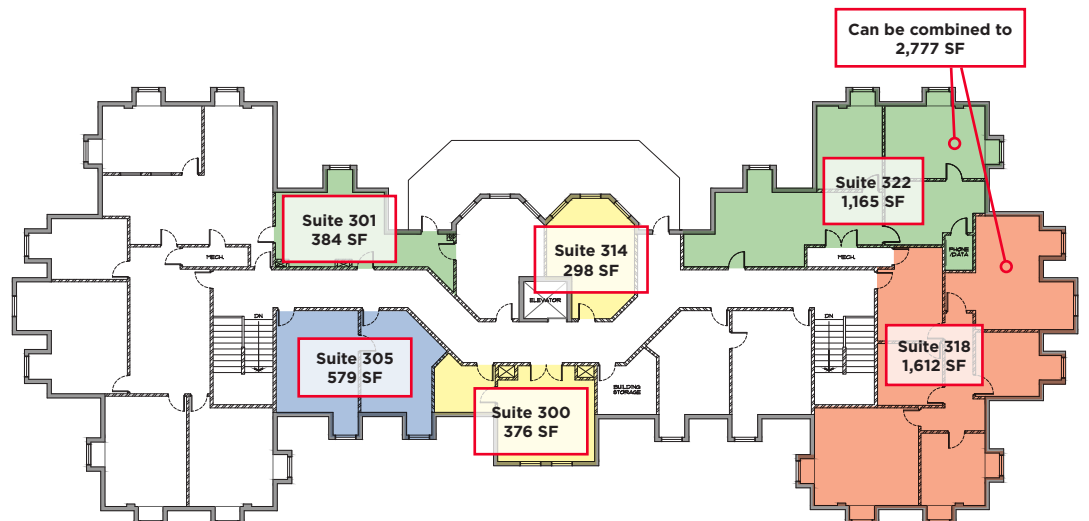 Can be combined to
2,777 SF
Suite 322
1,165 SF
Suite 301
384 SF
Suite 314
298 SF
MECH.
MECH.
PHONE
/DATA
ELEVATOR
DN
DN
Suite 305
579 SF
Suite 318
1,612 SF
BUILDING
STORAGE
Suite 300
376 SF